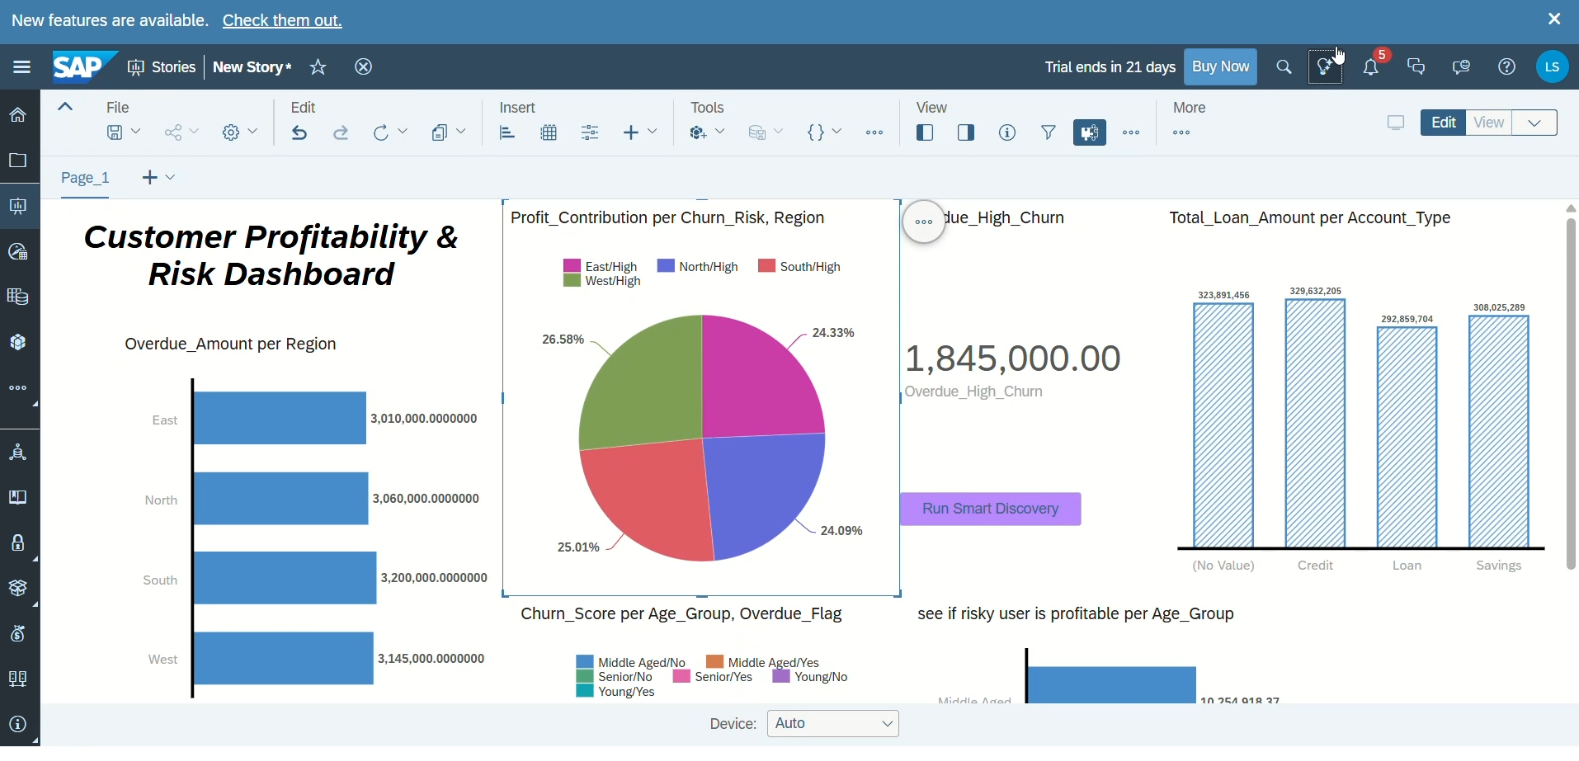 New features are available. Check them out.
SAP Stories New Story* Trial ends in 21 days Buy Now 5 LS
File Edit Insert Tools View More
Edit View
Page_1
Customer Profitability &
Risk Dashboard
Overdue_Amount per Region
East 3,010,000.0000000
North 3,060,000.0000000
South 3,200,000.0000000
West 3,145,000.0000000
Profit_Contribution per Churn_Risk, Region
East/High North/High South/High
West/High
26.58% 24.33%
25.01% 24.09%
due_High_Churn
1,845,000.00
Overdue_High_Churn
Run Smart Discovery
Total_Loan_Amount per Account_Type
323,891,456 329,632,205 292,859,704 308,025,289
(No Value) Credit Loan Savings
Churn_Score per Age_Group, Overdue_Flag
Middle Aged/No Middle Aged/Yes
Senior/No Senior/Yes Young/No
Young/Yes
see if risky user is profitable per Age_Group
Middle Aged 10,254,918.37
Device: Auto